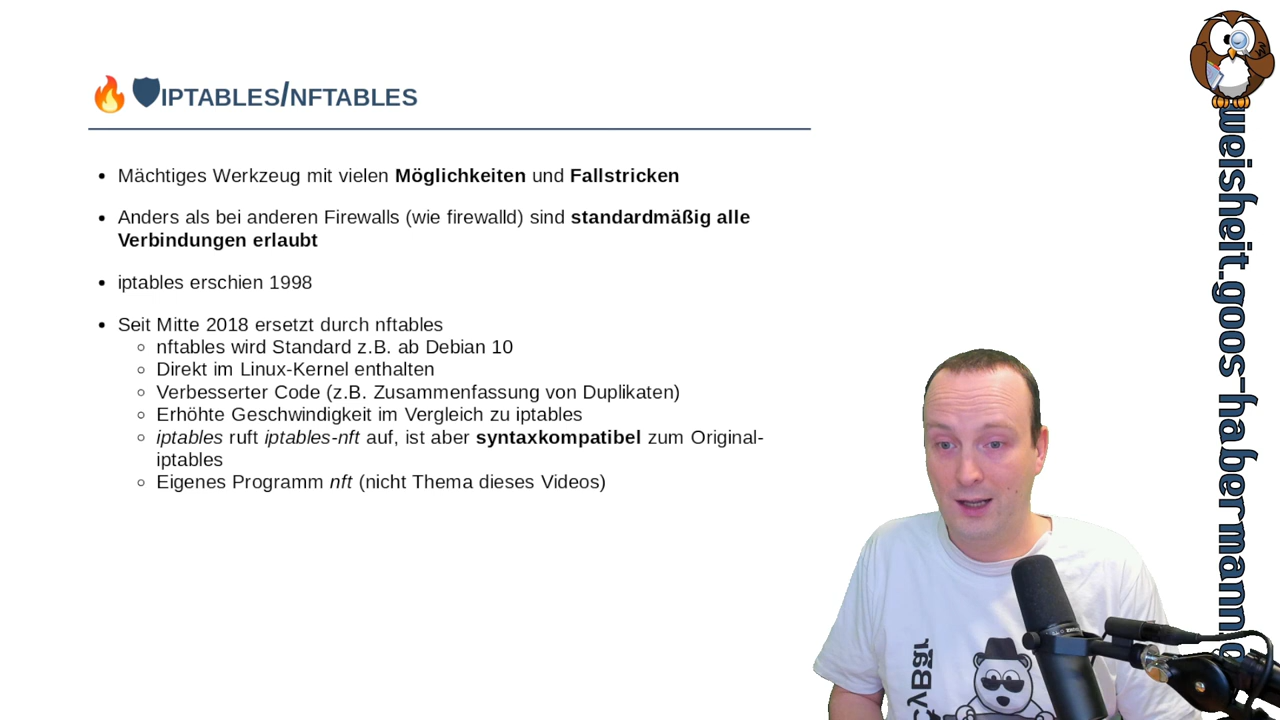 IPTABLES/NFTABLES
Mächtiges Werkzeug mit vielen Möglichkeiten und Fallstricken
Anders als bei anderen Firewalls (wie firewalld) sind standardmäßig alle
Verbindungen erlaubt
iptables erschien 1998
Seit Mitte 2018 ersetzt durch nftables
nftables wird Standard z.B. ab Debian 10
Direkt im Linux-Kernel enthalten
Verbesserter Code (z.B. Zusammenfassung von Duplikaten)
Erhöhte Geschwindigkeit im Vergleich zu iptables
iptables ruft iptables-nft auf, ist aber syntaxkompatibel zum Original-
iptables
Eigenes Programm nft (nicht Thema dieses Videos)
weisheit.goos-habermann.